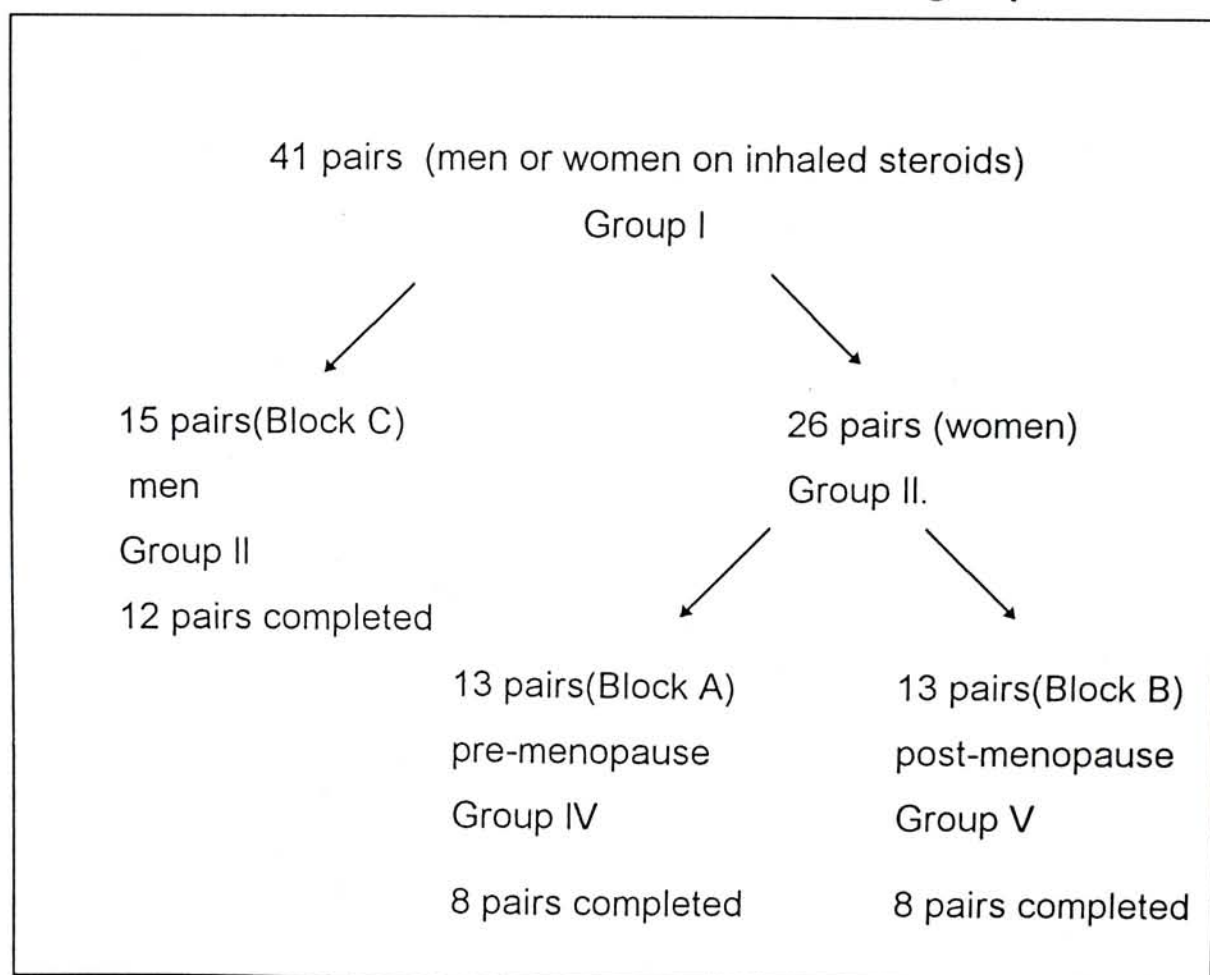 41 pairs (men or women on inhaled steroids)
Group I
15 pairs(Block C)
men
Group II
12 pairs completed
26 pairs (women)
Group II.
13 pairs(Block A)
pre-menopause
Group IV
8 pairs completed
13 pairs(Block B)
post-menopause
Group V
8 pairs completed